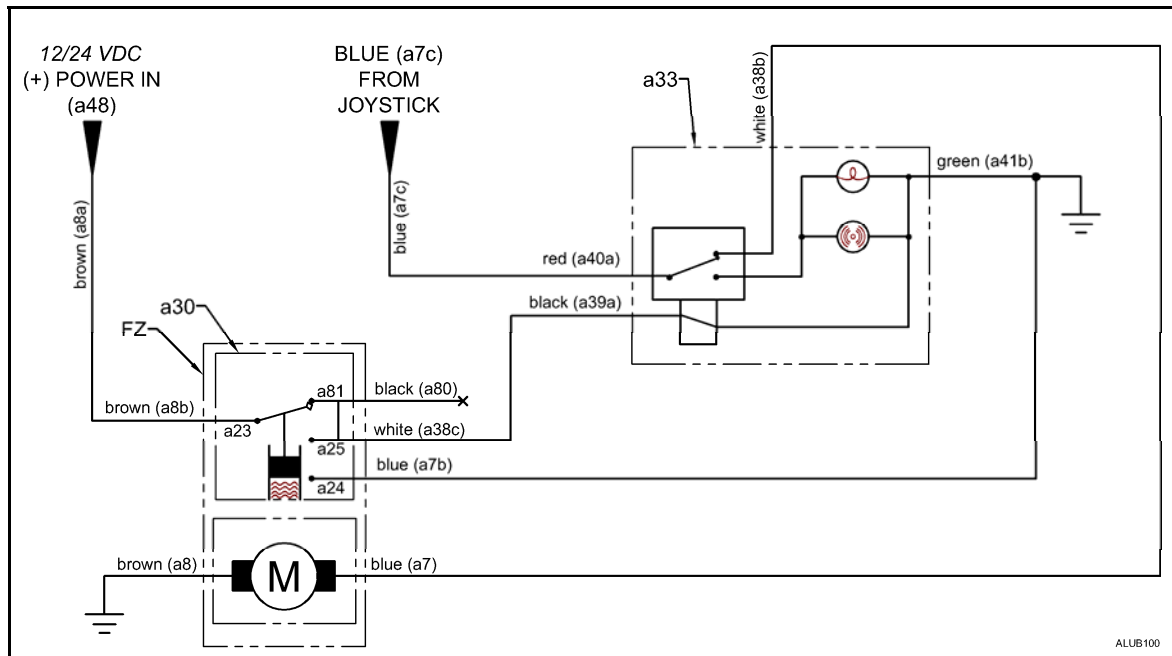 12/24 VDC
(+) POWER IN
(a48)
BLUE (a7c)
FROM
JOYSTICK
a33
white (a38b)
green (a41b)
brown (a8a)
blue (a7c)
red (a40a)
black (a39a)
a30
FZ
a81
black (a80)
brown (a8b)
a23
white (a38c)
a25
blue (a7b)
a24
brown (a8)
M
blue (a7)
ALUB100